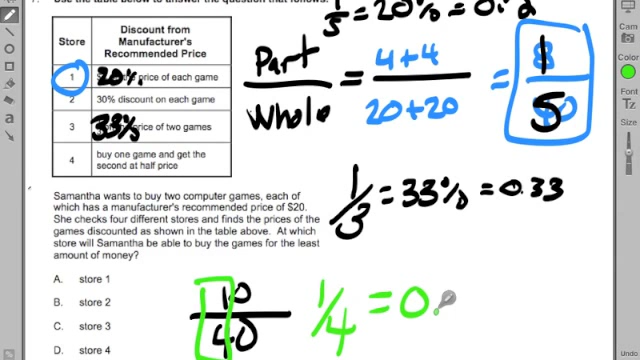 Use the table below to answer the question that follows:
1/5 = 20% = 0.2
Store
Discount from
Manufacturer's
Recommended Price
1
20%
price of each game
2
30% discount on each game
3
33%
price of two games
4
buy one game and get the
second at half price
Part
Whole
=
4+4
20+20
=
1
5
1/3 = 33% = 0.33
Samantha wants to buy two computer games, each of
which has a manufacturer's recommended price of $20.
She checks four different stores and finds the prices of the
games discounted as shown in the table above. At which
store will Samantha be able to buy the games for the least
amount of money?
A. store 1
B. store 2
C. store 3
D. store 4
10
40
1/4 = 0.
Color
Font
Tz
Sizes
a